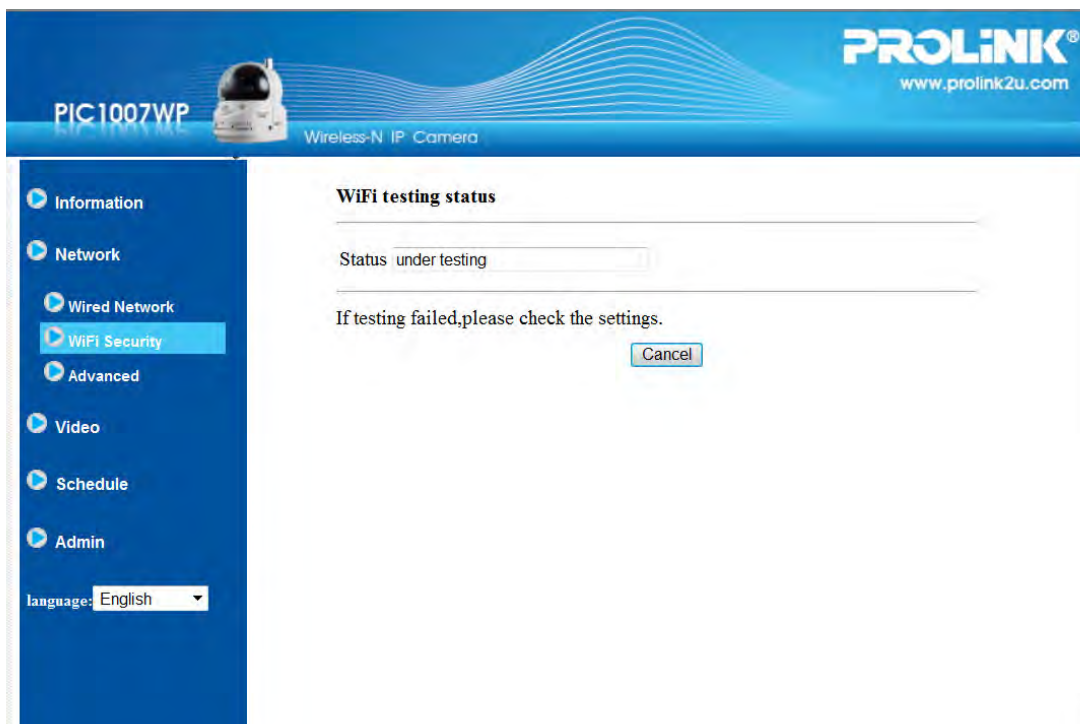 PROLiNK®
www.prolink2u.com
PIC1007WP
Wireless-N IP Camera
Information
Network
Wired Network
WiFi Security
Advanced
Video
Schedule
Admin
language: English
WiFi testing status
Status under testing
If testing failed,please check the settings.
Cancel